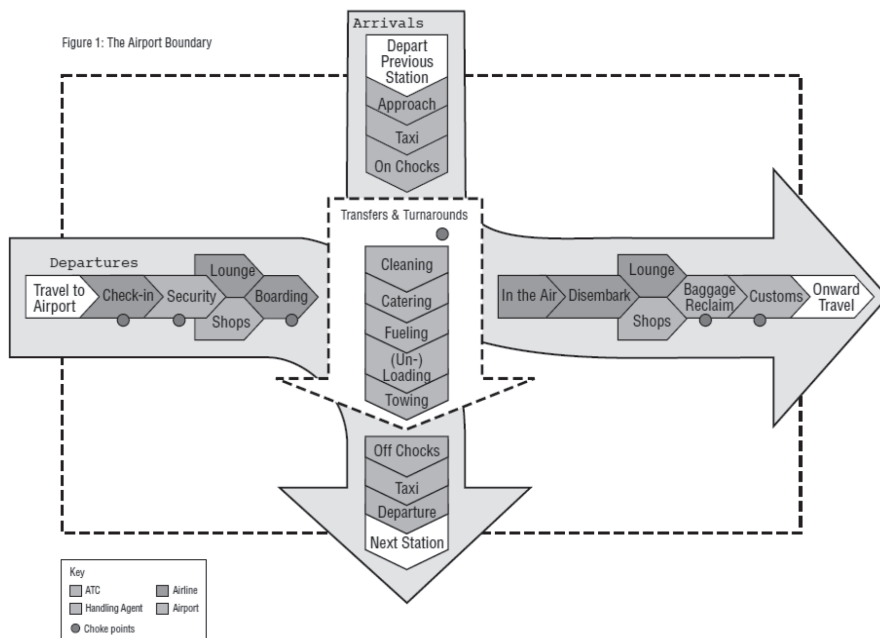 Arrivals
Figure 1: The Airport Boundary
Depart
Previous
Station
Approach
Taxi
On Chocks
Transfers & Turnarounds
Departures
Travel to
Airport
Check-in
Security
Lounge
Shops
Boarding
Cleaning
Catering
Fueling
(Un-)
Loading
Towing
In the Air
Disembark
Lounge
Shops
Baggage
Reclaim
Customs
Onward
Travel
Off Chocks
Taxi
Departure
Next Station
Key
ATC
Airline
Handling Agent
Airport
Choke points